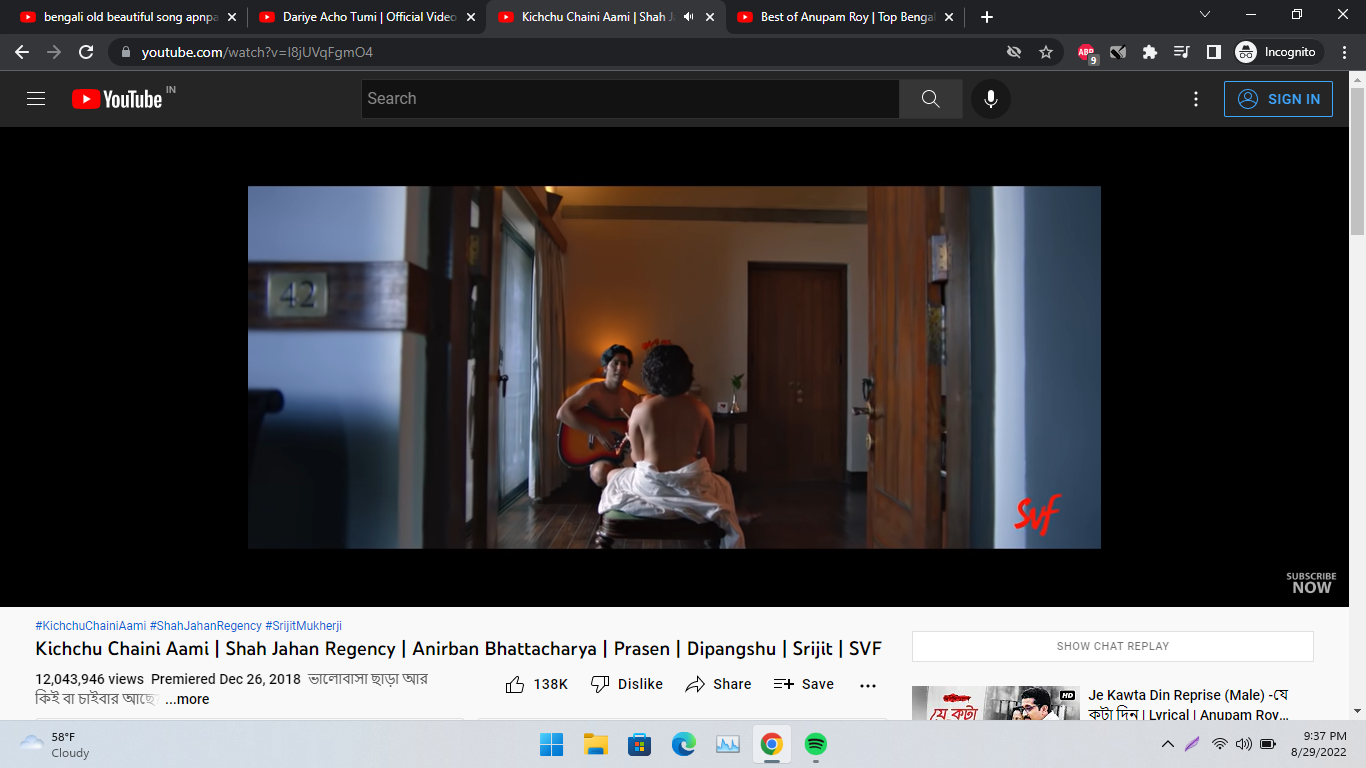 bengali old beautiful song apnpa
Dariye Acho Tumi | Official Video
Kichchu Chaini Aami | Shah J
Best of Anupam Roy | Top Bengal
youtube.com/watch?v=I8jUVqFgmO4
ABP
9
Incognito
YouTube IN
Search
SIGN IN
42
SVF
SUBSCRIBE
NOW
#KichchuChainiAami #ShahJahanRegency #SrijitMukherji
Kichchu Chaini Aami | Shah Jahan Regency | Anirban Bhattacharya | Prasen | Dipangshu | Srijit | SVF
12,043,946 views Premiered Dec 26, 2018 ভালোবাসা ছাড়া আর
কিই বা চাইবার আছে? ...more
138K
Dislike
Share
Save
SHOW CHAT REPLAY
যে কটা
HD
Je Kawta Din Reprise (Male) -যে
কটা দিন | Lyrical | Anupam Roy...
58°F
Cloudy
9:37 PM
8/29/2022